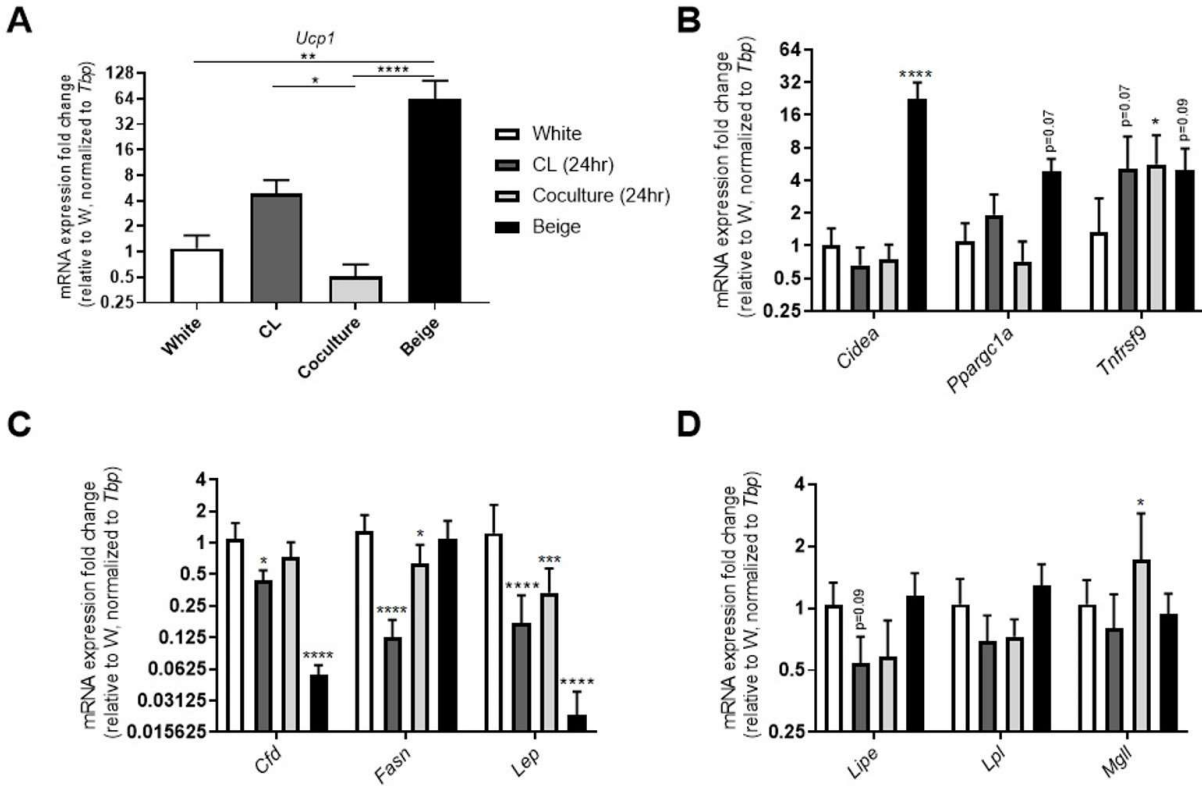 A
Ucp1
**
****
*
mRNA expression fold change
(relative to W, normalized to Tbp)
128
64
32
16
8
4
2
1
0.5
0.25
White
CL
Coculture
Beige
White
CL (24hr)
Coculture (24hr)
Beige
B
mRNA expression fold change
(relative to W, normalized to Tbp)
64
32
16
8
4
2
1
0.5
0.25
****
p=0.07
p=0.07
*
p=0.09
Cidea
Ppargc1a
Tnfrsf9
C
mRNA expression fold change
(relative to W, normalized to Tbp)
4
2
1
0.5
0.25
0.125
0.0625
0.03125
0.015625
*
****
****
*
****
***
****
Cfd
Fasn
Lep
D
mRNA expression fold change
(relative to W, normalized to Tbp)
4
2
1
0.5
0.25
p=0.09
*
Lipe
Lpl
Mgll